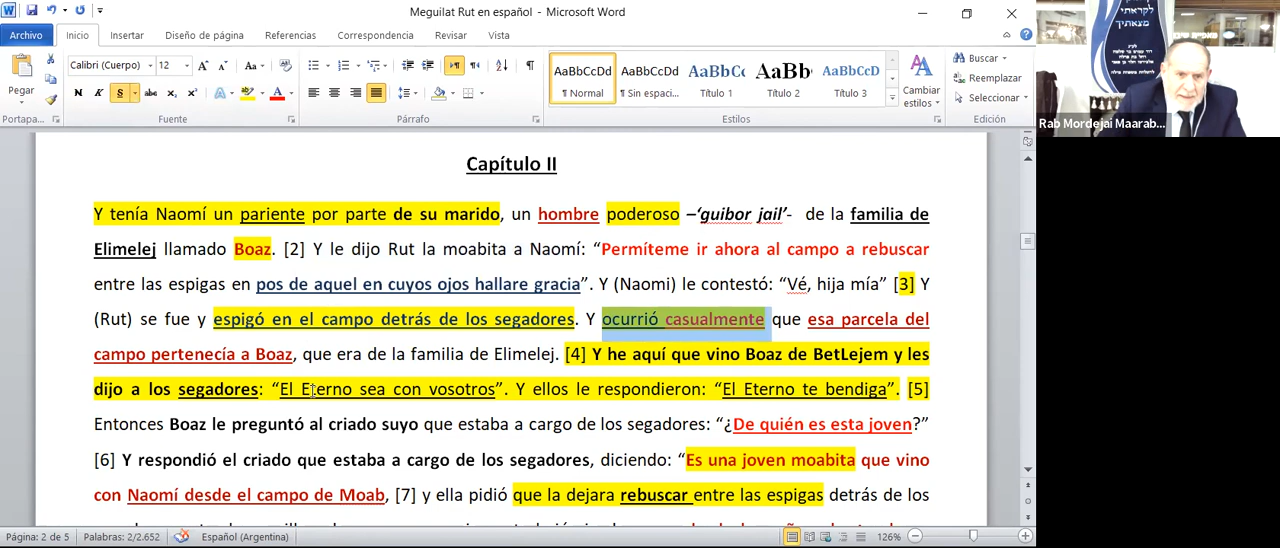 Meguilat Rut en español - Microsoft Word
Archivo Inicio Insertar Diseño de página Referencias Correspondencia Revisar Vista
Calibri (Cuerpo) 12 Aa
Pegar
N K S abc x₂ x²
AaBbCcDd AaBbCcDd AaBbCc AaBb AaBbCcD
¶ Normal ¶ Sin espaci... Título 1 Título 2 Título 3
Cambiar estilos
Buscar
Reemplazar
Seleccionar
Portapa... Fuente Párrafo Estilos Edición
לקראתי
מצאתיך
Rab Mordejai Maarab...
Capítulo II
Y tenía Naomí un pariente por parte de su marido, un hombre poderoso –‘guibor jail’- de la familia de
Elimelej llamado Boaz. [2] Y le dijo Rut la moabita a Naomí: “Permíteme ir ahora al campo a rebuscar
entre las espigas en pos de aquel en cuyos ojos hallare gracia”. Y (Naomi) le contestó: “Vé, hija mía” [3] Y
(Rut) se fue y espigó en el campo detrás de los segadores. Y ocurrió casualmente que esa parcela del
campo pertenecía a Boaz, que era de la familia de Elimelej. [4] Y he aquí que vino Boaz de BetLejem y les
dijo a los segadores: “El Eterno sea con vosotros”. Y ellos le respondieron: “El Eterno te bendiga”. [5]
Entonces Boaz le preguntó al criado suyo que estaba a cargo de los segadores: “¿De quién es esta joven?”
[6] Y respondió el criado que estaba a cargo de los segadores, diciendo: “Es una joven moabita que vino
con Naomí desde el campo de Moab, [7] y ella pidió que la dejara rebuscar entre las espigas detrás de los
Página: 2 de 5 Palabras: 2/2.652 Español (Argentina) 126%